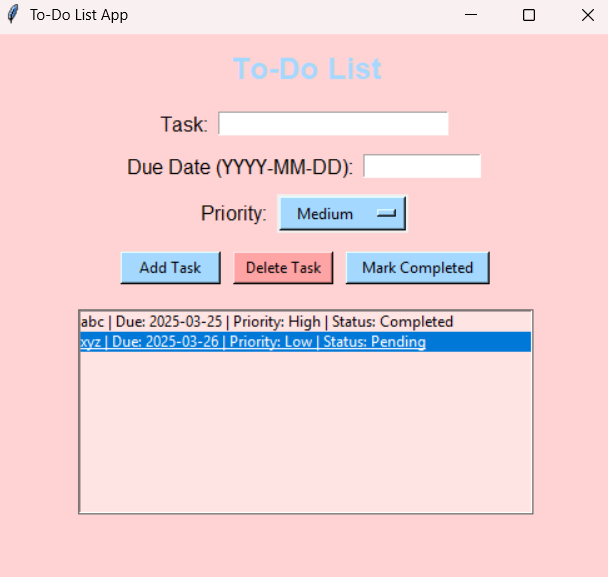 To-Do List App
To-Do List
Task:
Due Date (YYYY-MM-DD):
Priority: Medium
Add Task Delete Task Mark Completed
abc | Due: 2025-03-25 | Priority: High | Status: Completed
xyz | Due: 2025-03-26 | Priority: Low | Status: Pending